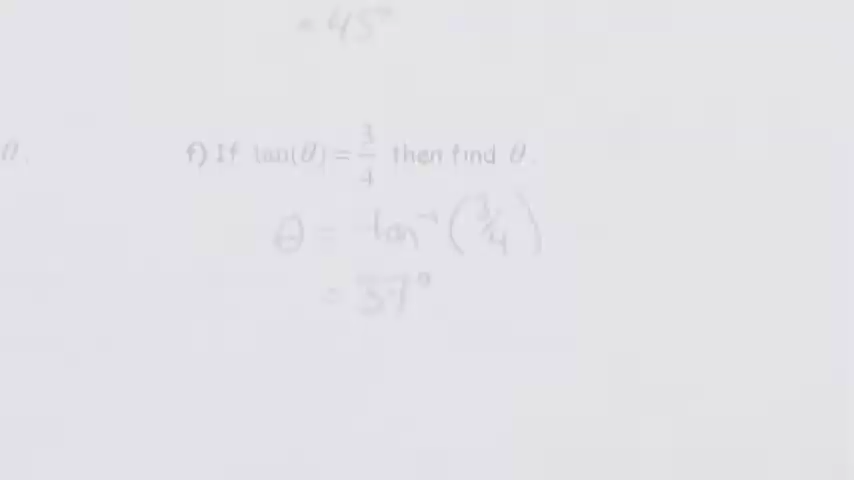 = 45°
θ.
f) If tan(θ) = 3/4 then find θ.
θ = tan⁻¹ (3/4)
= 37°